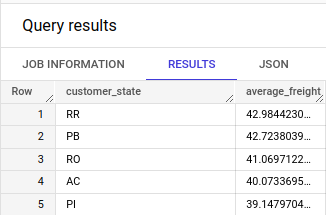 Query results
JOB INFORMATION RESULTS JSON
Row customer_state average_freight
1 RR 42.9844230…
2 PB 42.7238039…
3 RO 41.0697122…
4 AC 40.0733695…
5 PI 39.1479704…